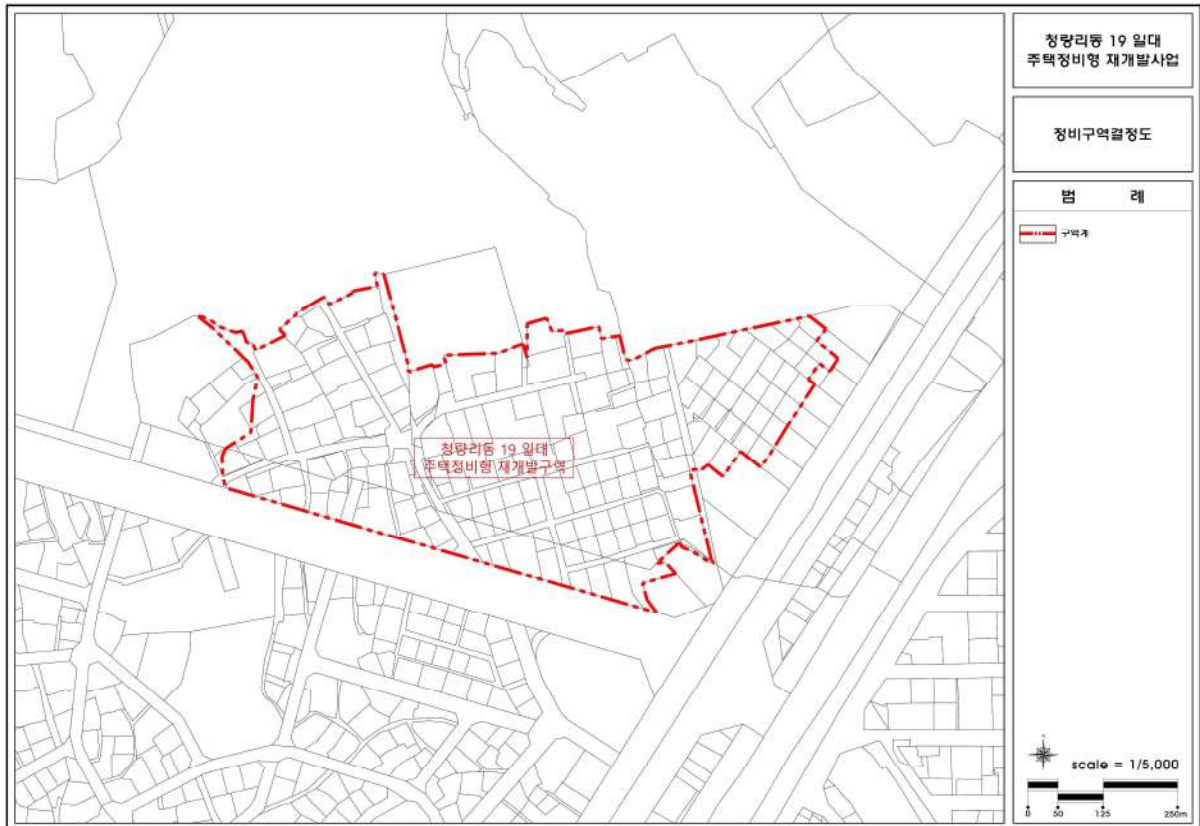 청량리동 19 일대
주택정비형 재개발사업
정비구역결정도
범 례
구역계
청량리동 19 일대
주택정비형 재개발구역
scale = 1/5,000
0 50 125 250m